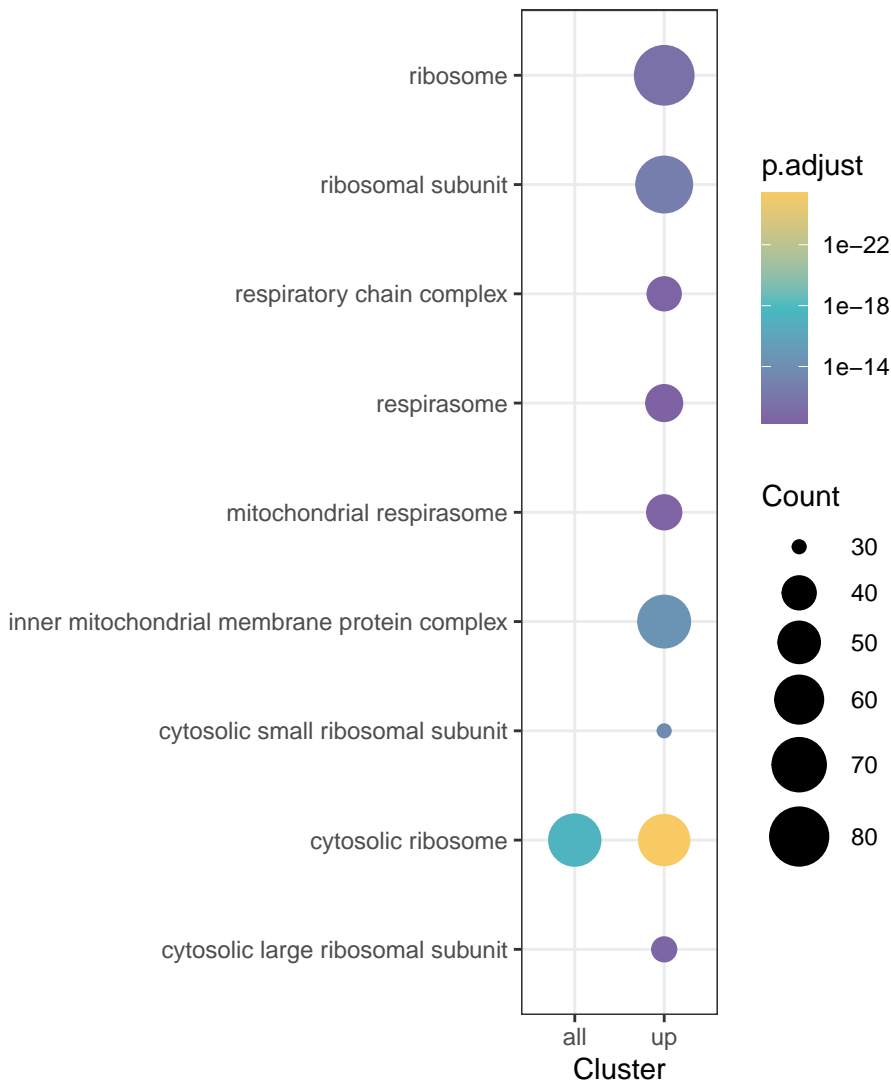 ribosome
ribosomal subunit
respiratory chain complex
respirasome
mitochondrial respirasome
inner mitochondrial membrane protein complex
cytosolic small ribosomal subunit
cytosolic ribosome
cytosolic large ribosomal subunit
all
up
Cluster
p.adjust
1e−22
1e−18
1e−14
Count
30
40
50
60
70
80